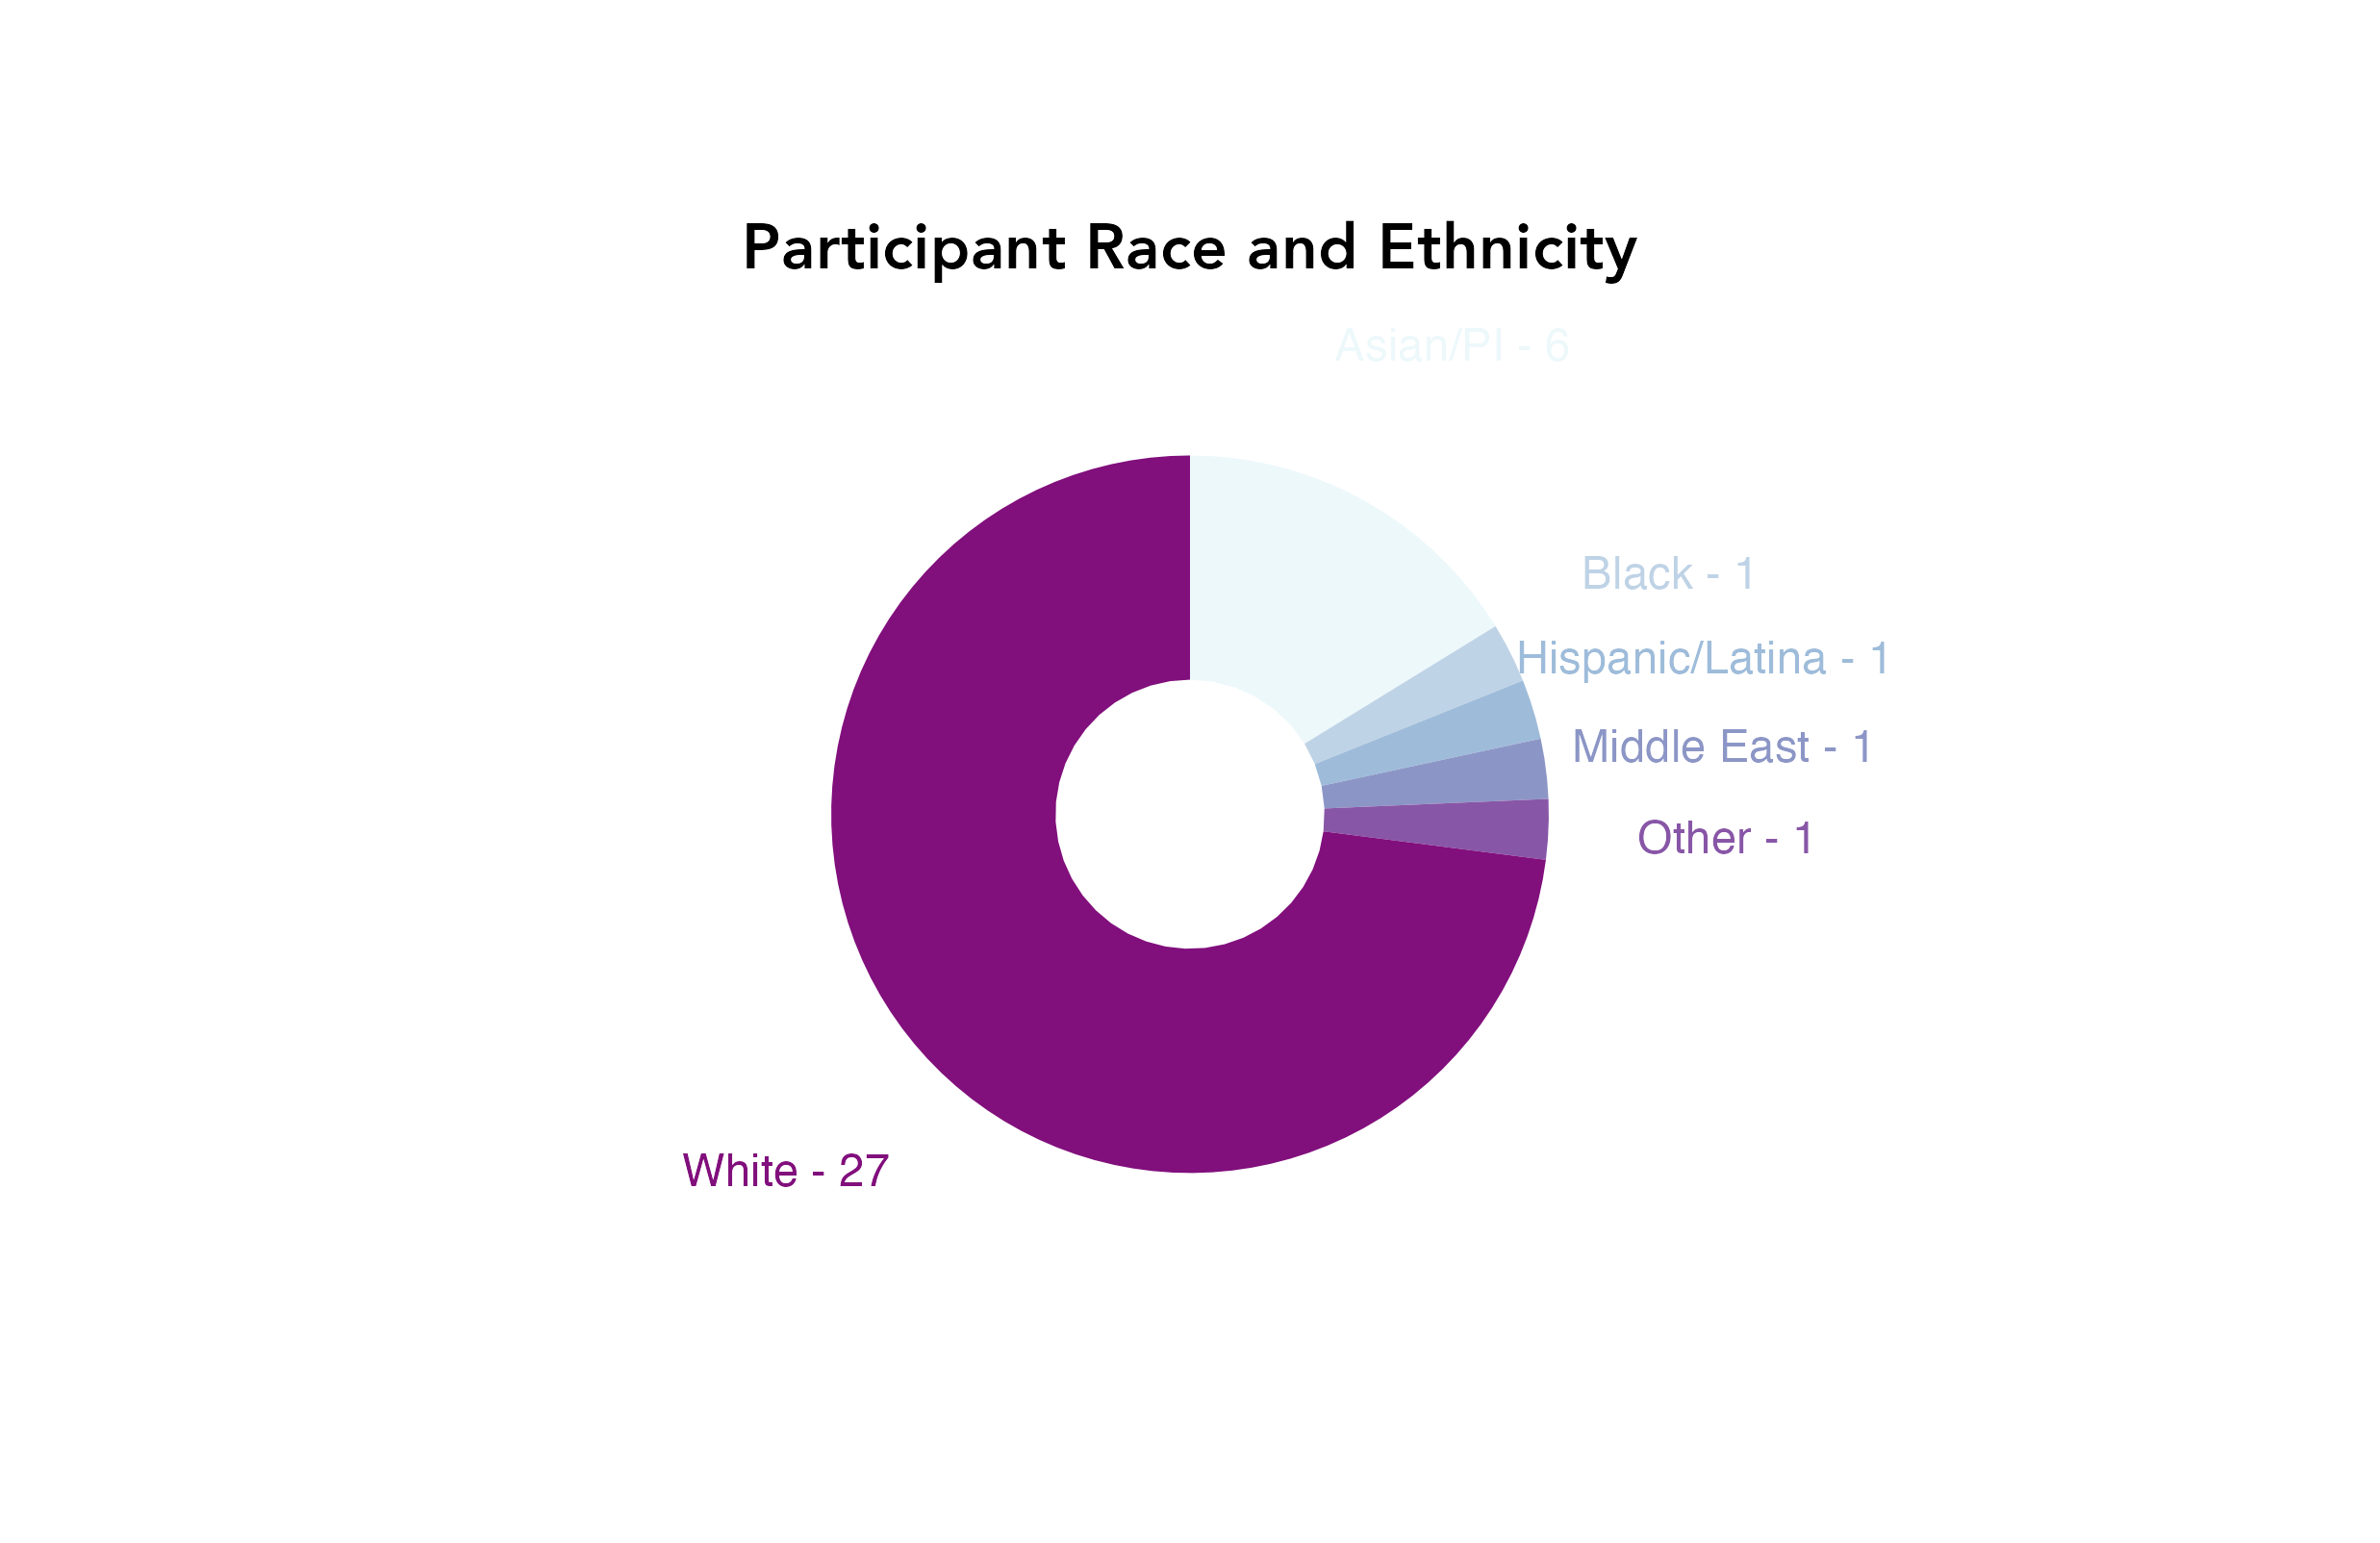 Participant Race and Ethnicity
Asian/PI - 6
Black - 1
Hispanic/Latina - 1
Middle East - 1
Other - 1
White - 27